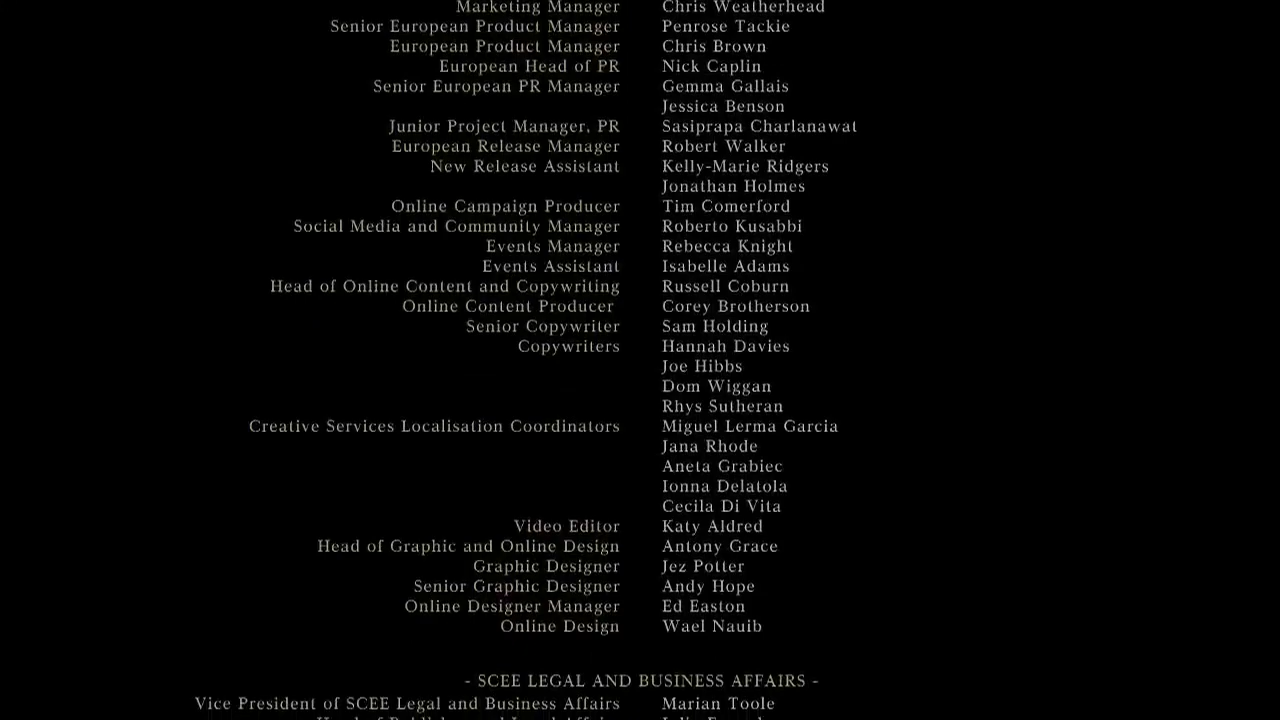 Marketing Manager Chris Weatherhead
Senior European Product Manager Penrose Tackie
European Product Manager Chris Brown
European Head of PR Nick Caplin
Senior European PR Manager Gemma Gallais
Jessica Benson
Junior Project Manager, PR Sasiprapa Charlanawat
European Release Manager Robert Walker
New Release Assistant Kelly-Marie Ridgers
Jonathan Holmes
Online Campaign Producer Tim Comerford
Social Media and Community Manager Roberto Kusabbi
Events Manager Rebecca Knight
Events Assistant Isabelle Adams
Head of Online Content and Copywriting Russell Coburn
Online Content Producer Corey Brotherson
Senior Copywriter Sam Holding
Copywriters Hannah Davies
Joe Hibbs
Dom Wiggan
Rhys Sutheran
Creative Services Localisation Coordinators Miguel Lerma Garcia
Jana Rhode
Aneta Grabiec
Ionna Delatola
Cecila Di Vita
Video Editor Katy Aldred
Head of Graphic and Online Design Antony Grace
Graphic Designer Jez Potter
Senior Graphic Designer Andy Hope
Online Designer Manager Ed Easton
Online Design Wael Nauib
- SCEE LEGAL AND BUSINESS AFFAIRS -
Vice President of SCEE Legal and Business Affairs Marian Toole